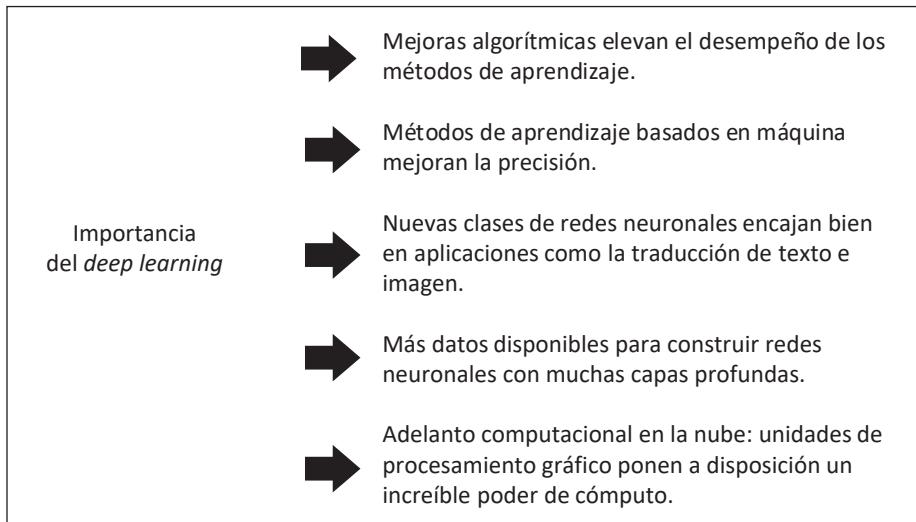 Mejoras algorítmicas elevan el desempeño de los
métodos de aprendizaje.
Métodos de aprendizaje basados en máquina
mejoran la precisión.
Importancia
del deep learning
Nuevas clases de redes neuronales encajan bien
en aplicaciones como la traducción de texto e
imagen.
Más datos disponibles para construir redes
neuronales con muchas capas profundas.
Adelanto computacional en la nube: unidades de
procesamiento gráfico ponen a disposición un
increíble poder de cómputo.